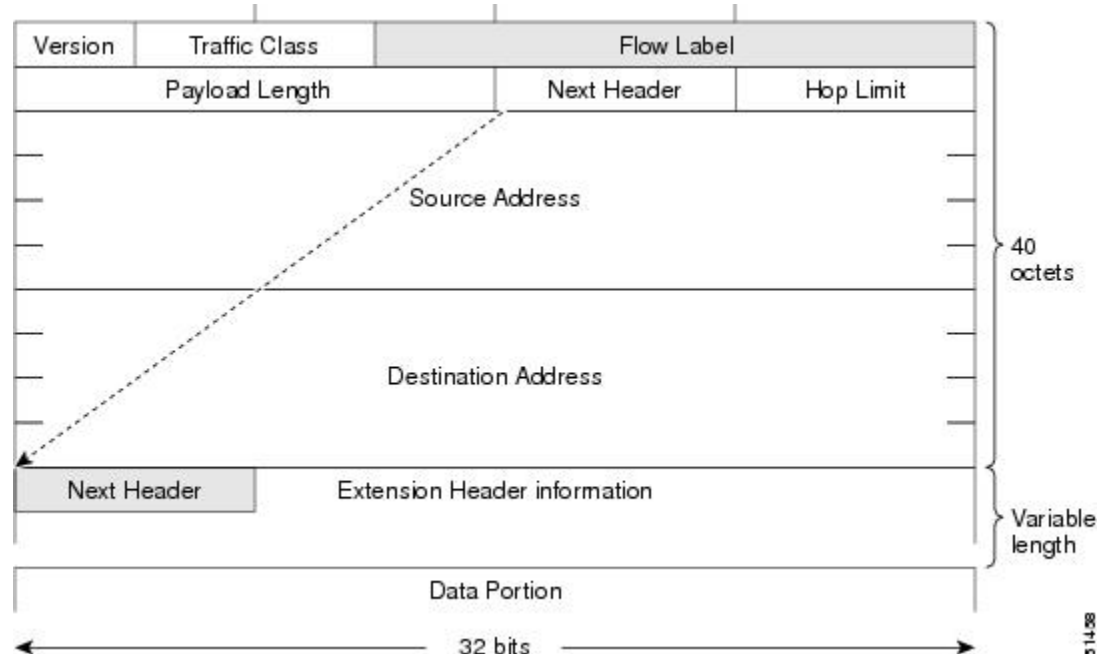 Version Traffic Class Flow Label
Payload Length Next Header Hop Limit
Source Address
40
octets
Destination Address
Next Header Extension Header information
Variable
length
Data Portion
32 bits
51458